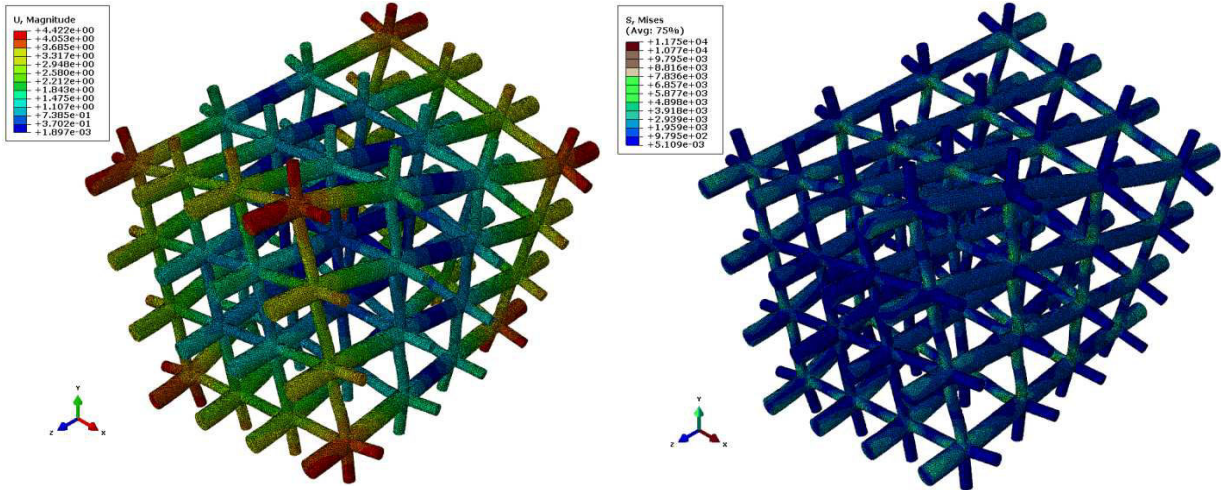 U, Magnitude
+4.422e+00
+4.053e+00
+3.685e+00
+3.317e+00
+2.948e+00
+2.580e+00
+2.212e+00
+1.843e+00
+1.475e+00
+1.107e+00
+7.385e-01
+3.702e-01
+1.897e-03
Y
Z
X
S, Mises
(Avg: 75%)
+1.175e+04
+1.077e+04
+9.795e+03
+8.816e+03
+7.836e+03
+6.857e+03
+5.877e+03
+4.898e+03
+3.918e+03
+2.939e+03
+1.959e+03
+9.795e+02
+5.109e-03
Y
Z
X